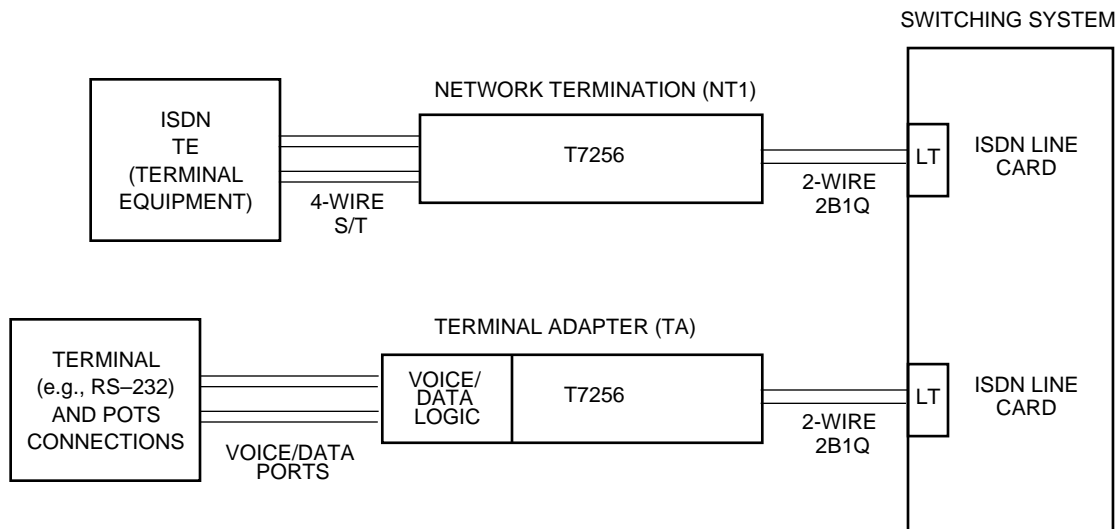 SWITCHING SYSTEM
NETWORK TERMINATION (NT1)
ISDN
TE
(TERMINAL
EQUIPMENT)
4-WIRE
S/T
T7256
2-WIRE
2B1Q
LT
ISDN LINE
CARD
TERMINAL ADAPTER (TA)
TERMINAL
(e.g., RS–232)
AND POTS
CONNECTIONS
VOICE/DATA
PORTS
VOICE/
DATA
LOGIC
T7256
2-WIRE
2B1Q
LT
ISDN LINE
CARD